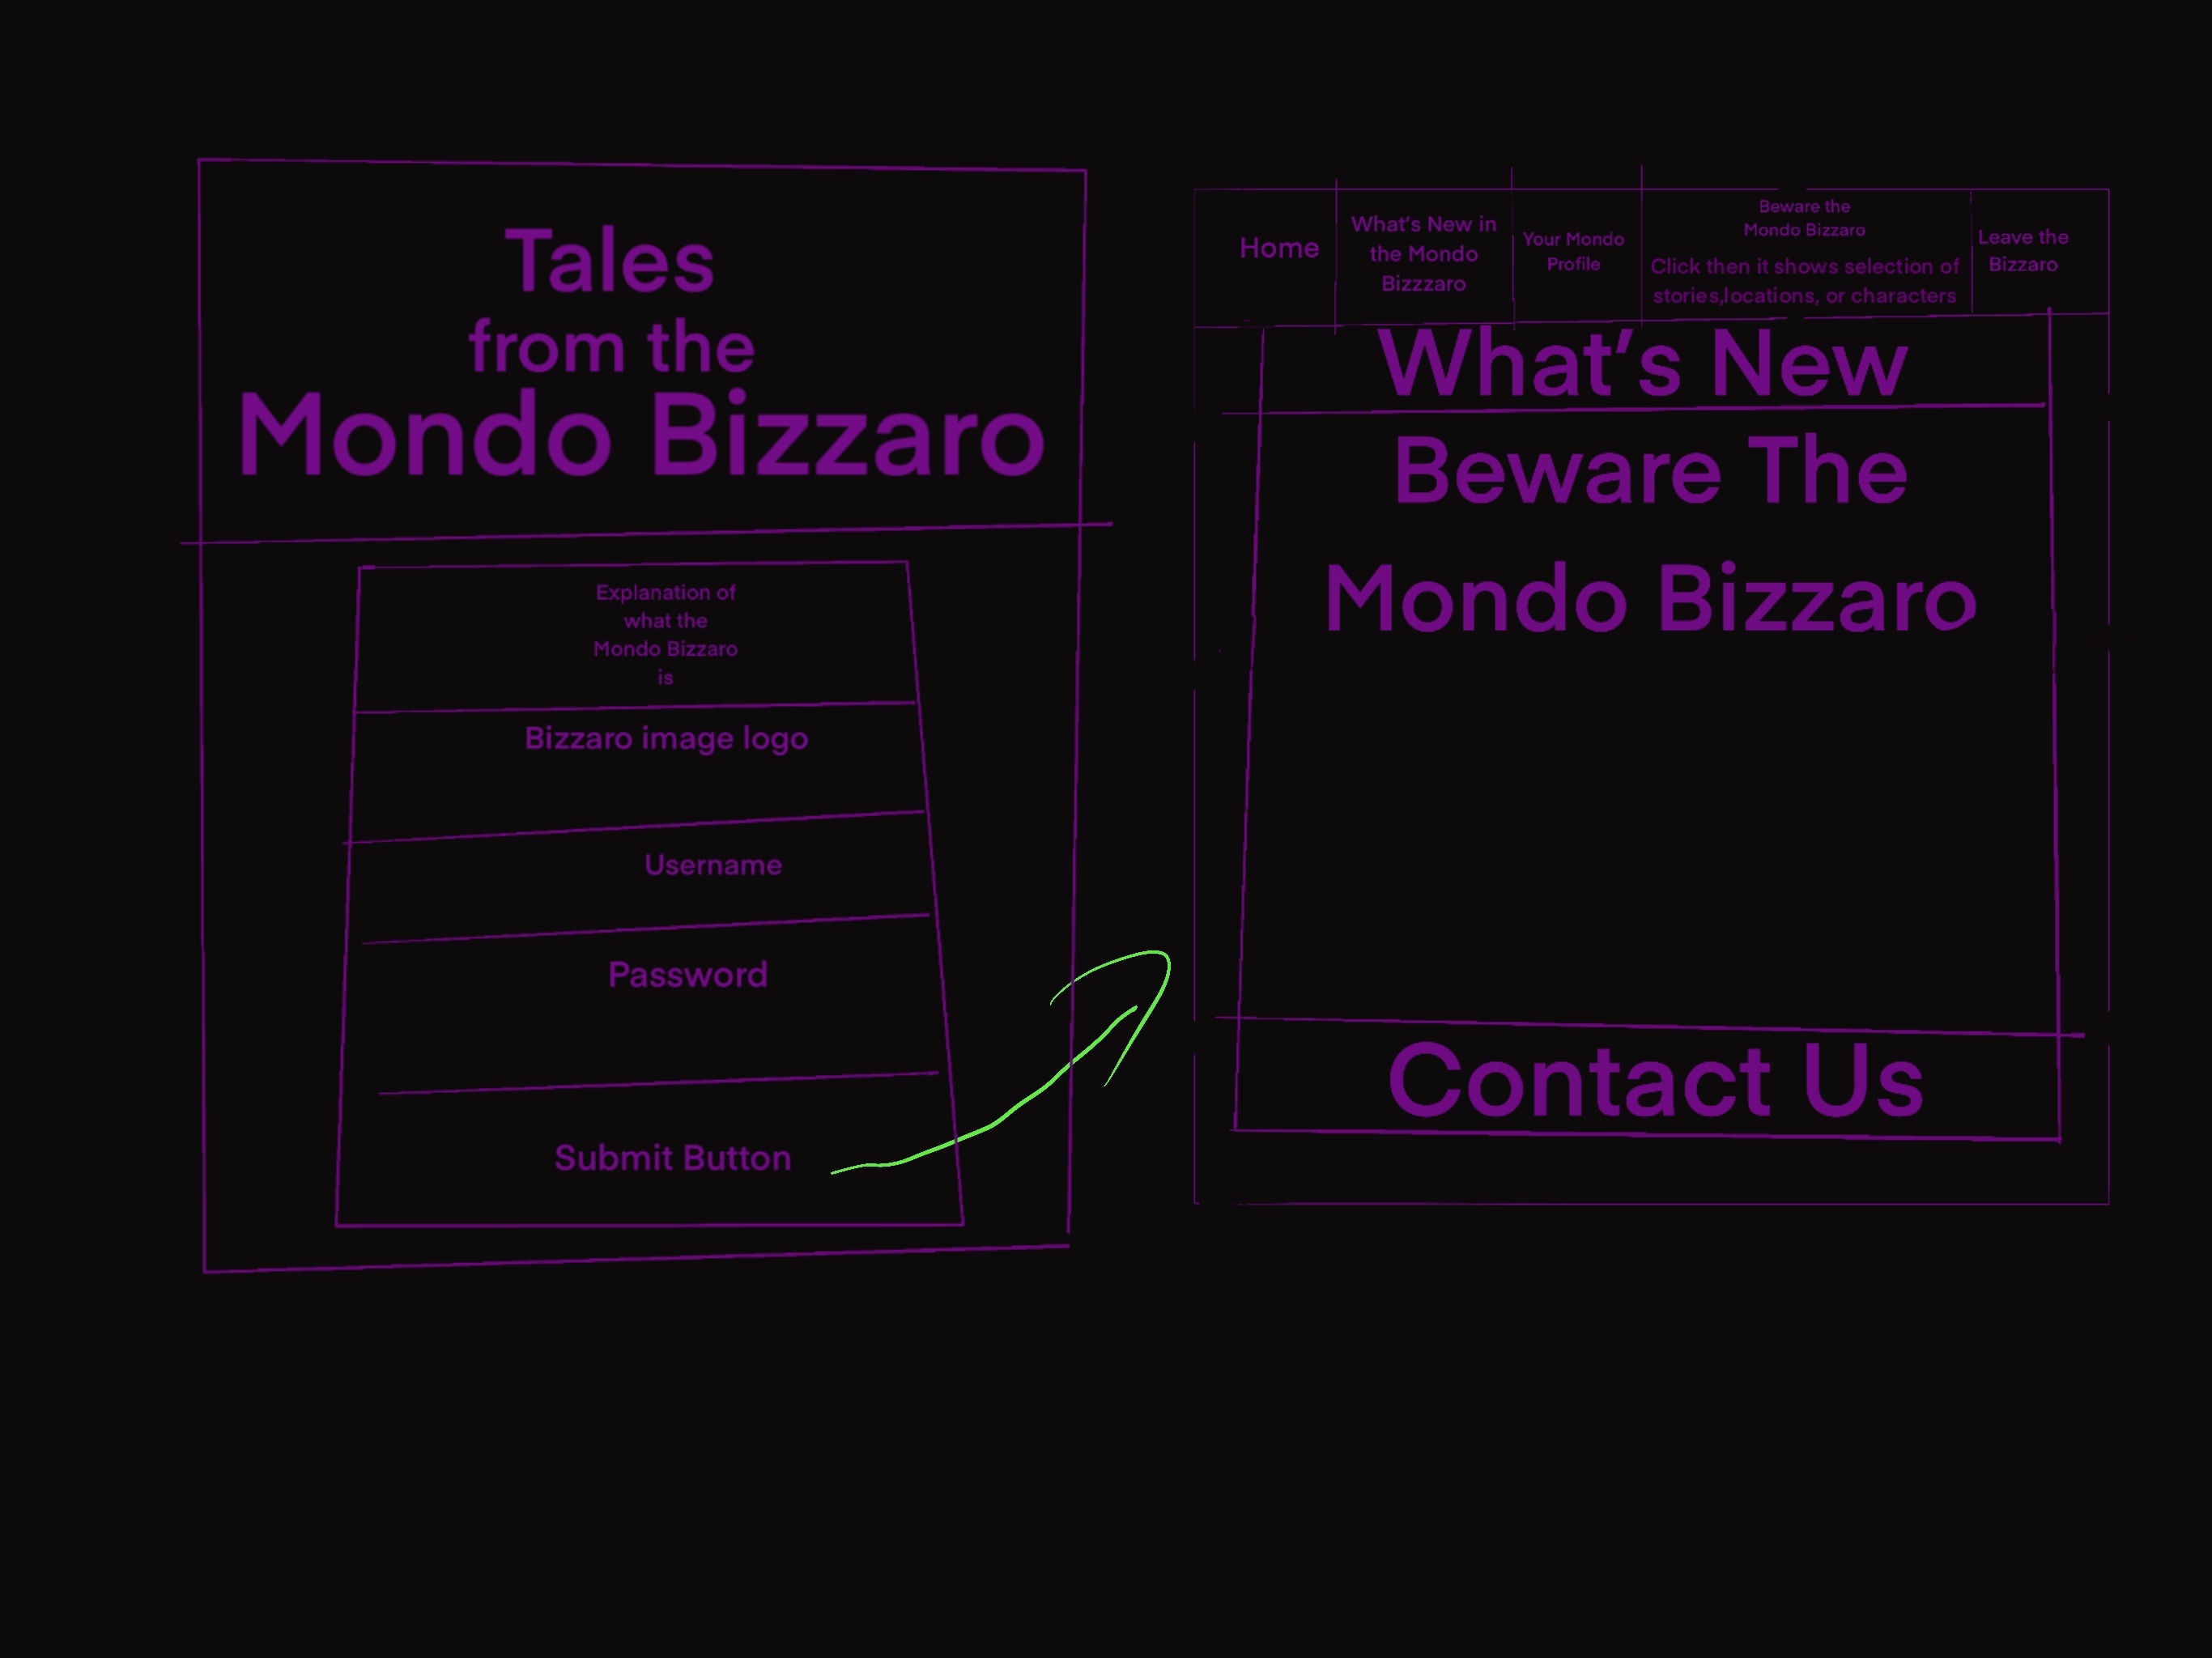 Tales
from the
Mondo Bizzaro
Explanation of
what the
Mondo Bizzaro
is
Bizzaro image logo
Username
Password
Submit Button
Home
What's New in
the Mondo
Bizzzaro
Your Mondo
Profile
Beware the
Mondo Bizzaro
Click then it shows selection of
stories,locations, or characters
Leave the
Bizzaro
What's New
Beware The
Mondo Bizzaro
Contact Us